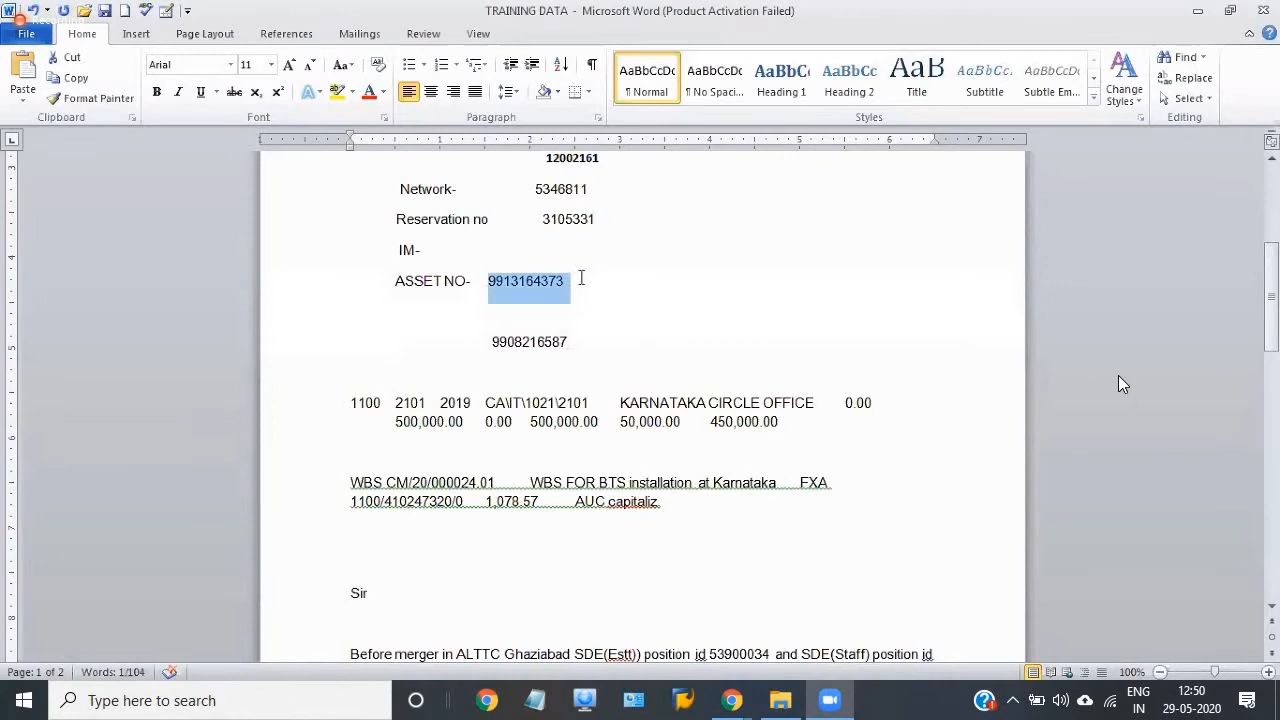 TRAINING DATA - Microsoft Word (Product Activation Failed)
File Home Insert Page Layout References Mailings Review View
Paste
Cut
Copy
Format Painter
Clipboard
Arial 11
Font
Paragraph
AaBbCcDc AaBbCcDc AaBbC AaBbCc AaB AaBbCc. AaBbCcDc
¶ Normal ¶ No Spaci... Heading 1 Heading 2 Title Subtitle Subtle Em...
Change Styles
Styles
Find
Replace
Select
Editing
12002161
Network- 5346811
Reservation no 3105331
IM-
ASSET NO- 9913164373
9908216587
1100 2101 2019 CA\IT\1021\2101 KARNATAKA CIRCLE OFFICE 0.00
500,000.00 0.00 500,000.00 50,000.00 450,000.00
WBS CM/20/000024.01 WBS FOR BTS installation at Karnataka FXA
1100/410247320/0 1,078.57 AUC capitaliz.
Sir
Before merger in ALTTC Ghaziabad SDE(Estt)) position id 53900034 and SDE(Staff) position id
Page: 1 of 2 Words: 1/104 100%
Type here to search
ENG
IN
12:50
29-05-2020